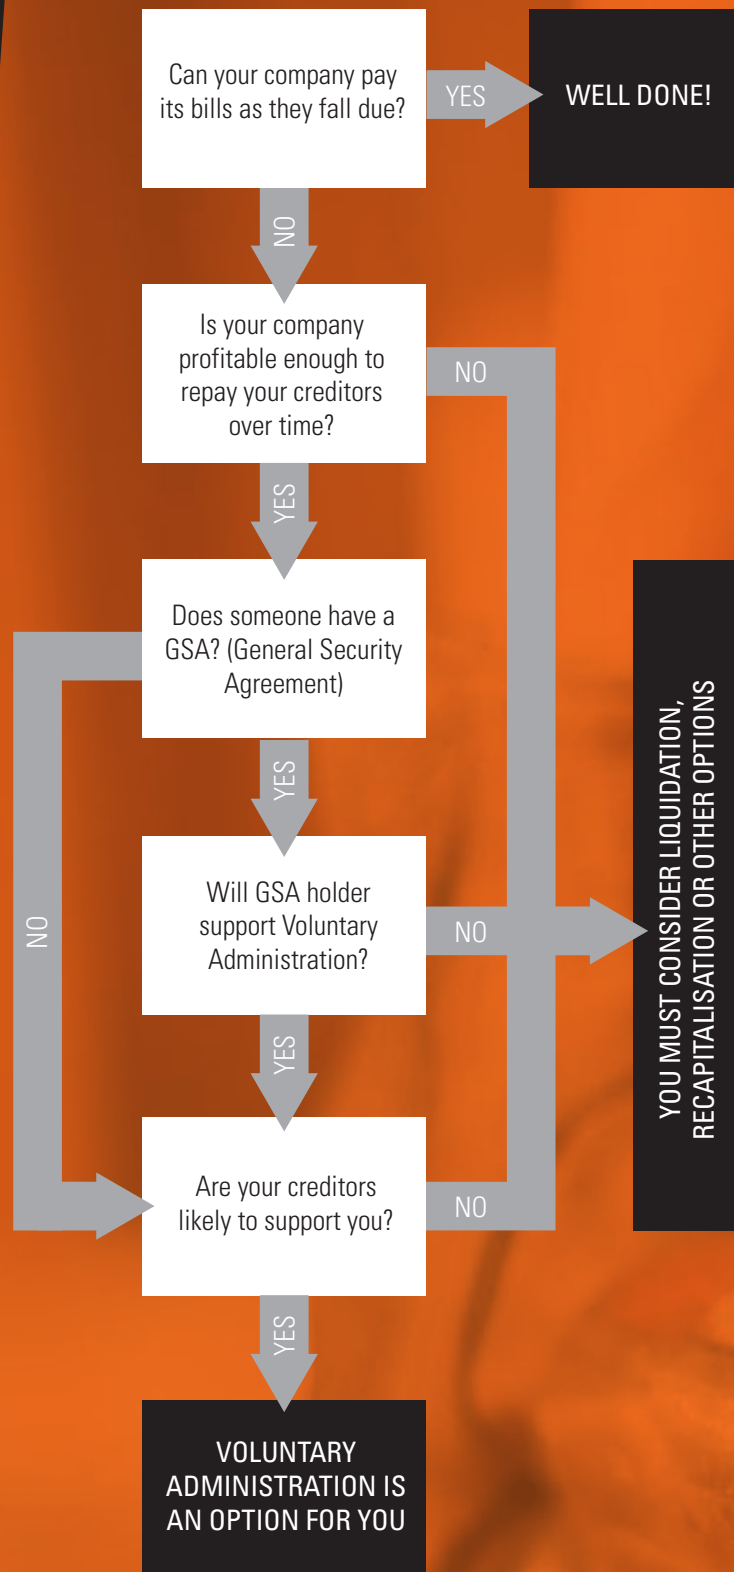 Can your company pay
its bills as they fall due?
YES
WELL DONE!
NO
Is your company
profitable enough to
repay your creditors
over time?
NO
YES
Does someone have a
GSA? (General Security
Agreement)
YES
NO
Will GSA holder
support Voluntary
Administration?
NO
YOU MUST CONSIDER LIQUIDATION,
RECAPITALISATION OR OTHER OPTIONS
YES
Are your creditors
likely to support you?
NO
YES
VOLUNTARY
ADMINISTRATION IS
AN OPTION FOR YOU